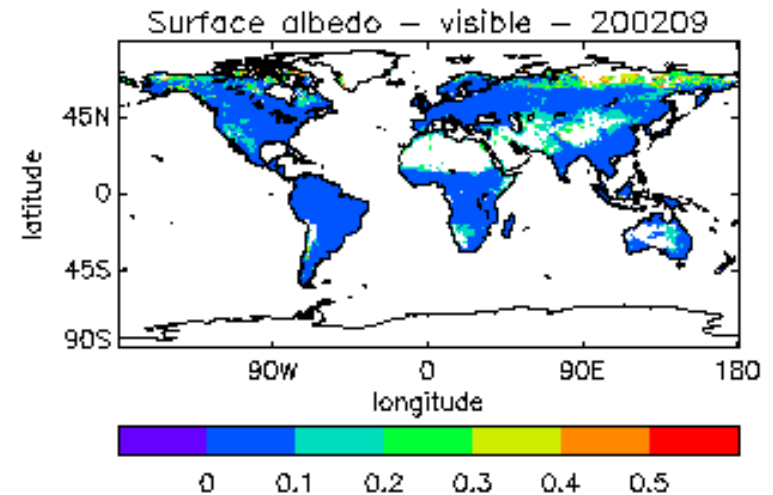 Surface albedo – visible – 200209
latitude
45N
0
45S
90S
90W 0 90E 180
longitude
0 0.1 0.2 0.3 0.4 0.5